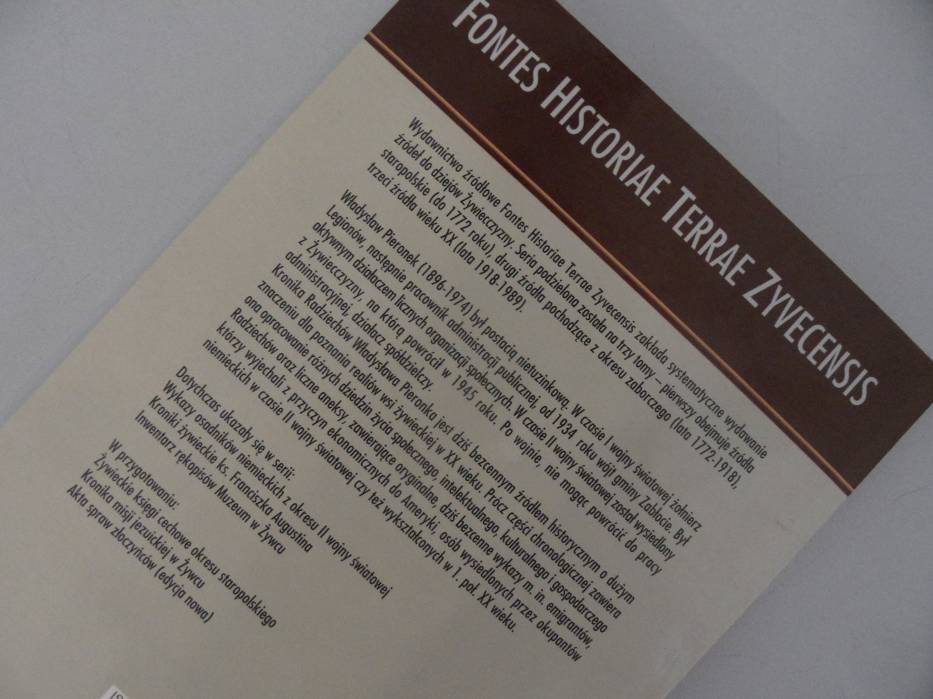 FONTES HISTORIAE TERRAE ZYVECENSIS
Wydawnictwo źródłowe Fontes Historiae Terrae Zyvecensis zakłada systematyczne wydawanie
źródeł do dziejów Żywiecczyzny. Seria podzielona została na trzy tomy – pierwszy obejmuje źródła
staropolskie (do 1772 roku), drugi źródła pochodzące z okresu zaborczego (lata 1772-1918),
trzeci źródła wieku XX (lata 1918-1989).
Władysław Pieronek (1896-1974) był postacią nietuzinkową. W czasie I wojny światowej żołnierz
Legionów, następnie pracownik administracji publicznej, od 1934 roku wójt gminy Zabłocie. Był
aktywnym działaczem licznych organizacji społecznych. W czasie II wojny światowej został wysiedlony
z Żywiecczyzny, na którą powrócił w 1945 roku. Po wojnie, nie mogąc powrócić do pracy
administracyjnej, działacz spółdzielczy.
Kronika Radziechów Władysława Pieronka jest dziś bezcennym źródłem historycznym o dużym
znaczeniu dla poznania realiów wsi żywieckiej w XX wieku. Pocz części chronologicznej zawiera
ona opracowanie różnych dziedzin życia społecznego, intelektualnego, kulturalnego i gospodarczego
Radziechów oraz liczne aneksy, zawierające oryginalne, dziś bezcenne wykazy m. in. emigrantów,
którzy wyjechali z przyczyn ekonomicznych do Ameryki, osób wysiedlonych przez okupantów
niemieckich w czasie II wojny światowej czy też wykształconych w 1. poł. XX wieku.
Dotychczas ukazały się w serii:
Wykazy osadników niemieckich z okresu II wojny światowej
Kroniki żywieckie ks. Franciszka Augustina
Inwentarz rękopisów Muzeum w Żywcu
W przygotowaniu:
Żywieckie księgi cechowe okresu staropolskiego
Kronika misji jezuickiej w Żywcu
Akta spraw złoczyńców (edycja nowa)